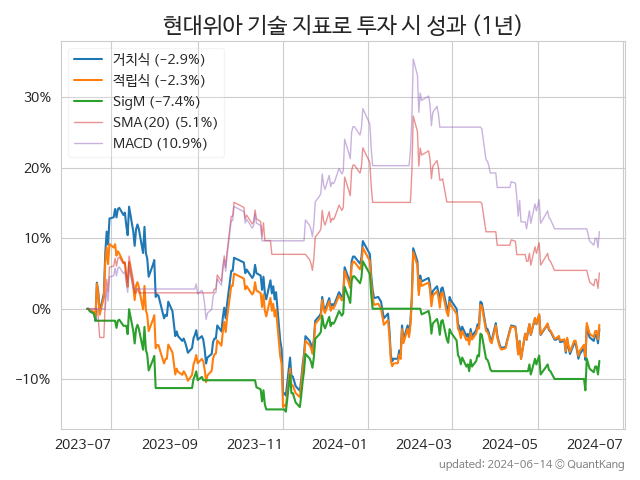 현대위아 기술 지표로 투자 시 성과 (1년)
거치식 (−2.9%)
적립식 (−2.3%)
SigM (−7.4%)
SMA(20) (5.1%)
MACD (10.9%)
30%
20%
10%
0%
−10%
2023−07
2023−09
2023−11
2024−01
2024−03
2024−05
2024−07
updated: 2024−06−14 © QuantKang